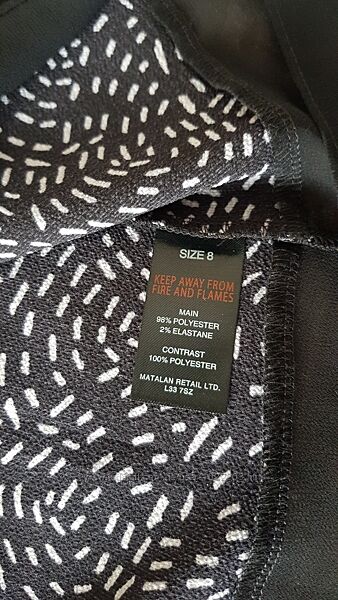 SIZE 8
KEEP AWAY FROM
FIRE AND FLAMES
MAIN
98% POLYESTER
2% ELASTANE
CONTRAST
100% POLYESTER
MATALAN RETAIL LTD.
L33 7SZ